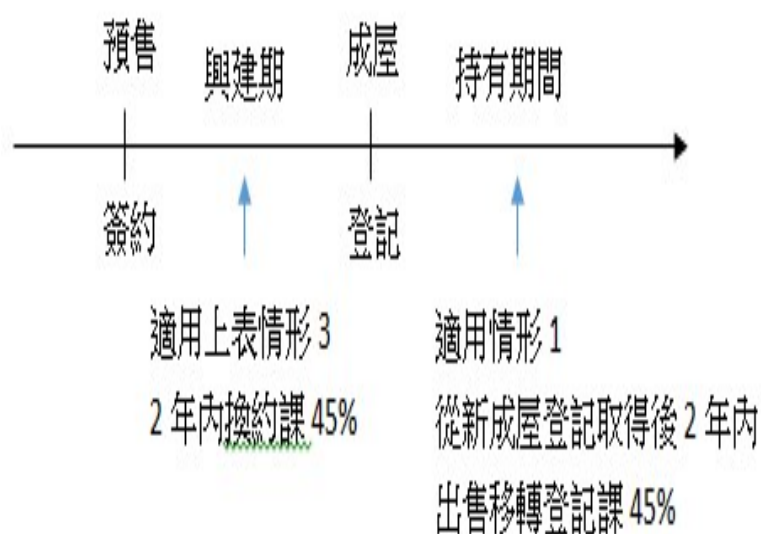 預售
興建期
成屋
持有期間
簽約
登記
適用上表情形 3
2 年內換約課 45%
適用情形 1
從新成屋登記取得後 2 年內
出售移轉登記課 45%